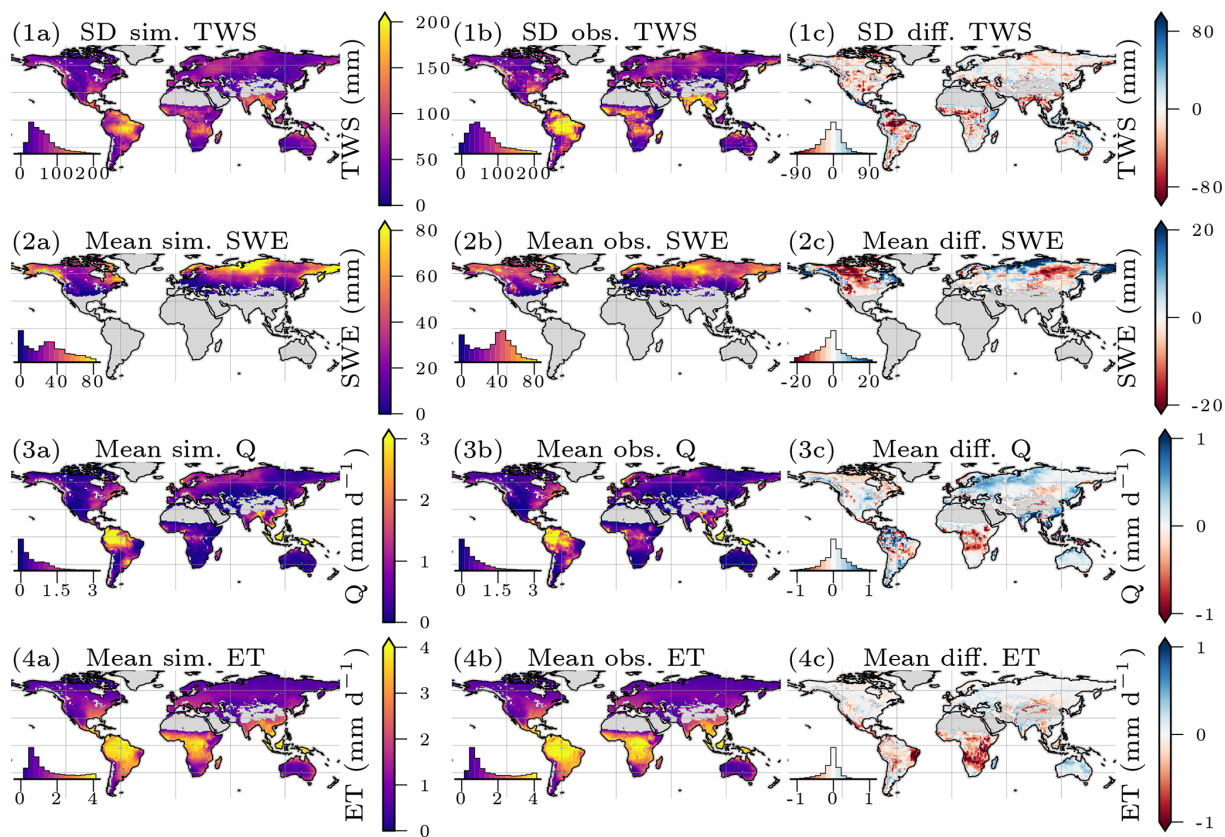 (1a) SD sim. TWS
200
150
100
50
0
TWS (mm)
0 100200
(1b) SD obs. TWS
0 100200
(1c) SD diff. TWS
80
0
-80
TWS (mm)
-90 0 90
(2a) Mean sim. SWE
80
60
40
20
0
SWE (mm)
0 40 80
(2b) Mean obs. SWE
0 40 80
(2c) Mean diff. SWE
20
0
-20
SWE (mm)
-20 0 20
(3a) Mean sim. Q
3
2
1
0
Q (mm d−1)
0 1.5 3
(3b) Mean obs. Q
0 1.5 3
(3c) Mean diff. Q
1
0
-1
Q (mm d−1)
-1 0 1
(4a) Mean sim. ET
4
3
2
1
0
ET (mm d−1)
0 2 4
(4b) Mean obs. ET
0 2 4
(4c) Mean diff. ET
1
0
-1
ET (mm d−1)
-1 0 1